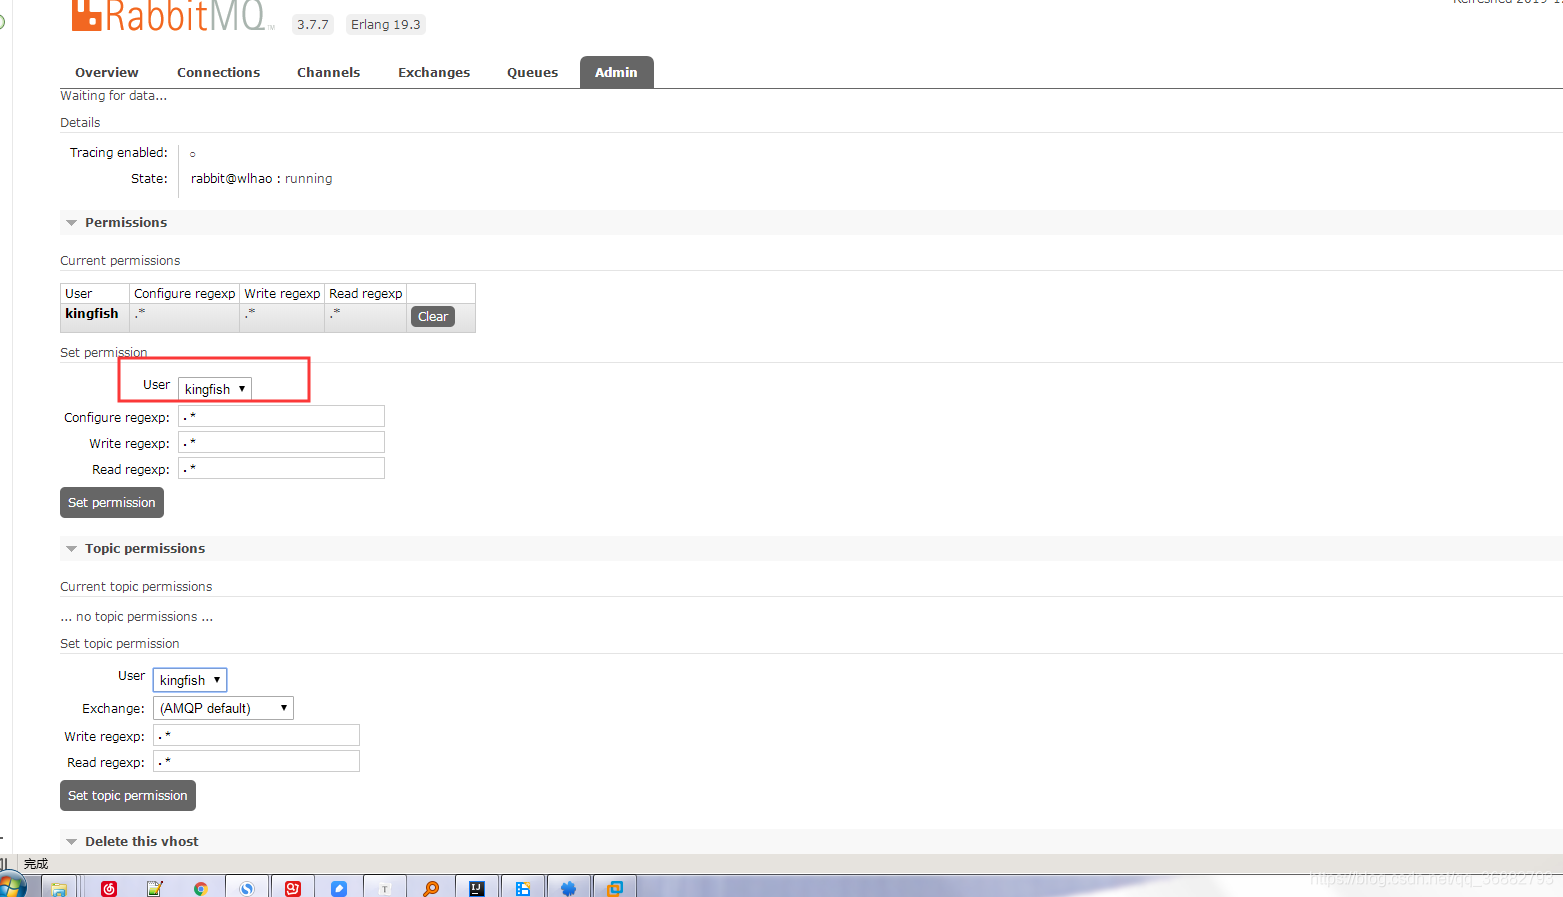 RabbitMQ TM 3.7.7 Erlang 19.3
Overview Connections Channels Exchanges Queues Admin
Waiting for data...
Details
Tracing enabled:
State: rabbit@wlhao : running
Permissions
Current permissions
User Configure regexp Write regexp Read regexp
kingfish .* .* .* Clear
Set permission
User kingfish
Configure regexp: .*
Write regexp: .*
Read regexp: .*
Set permission
Topic permissions
Current topic permissions
... no topic permissions ...
Set topic permission
User kingfish
Exchange: (AMQP default)
Write regexp: .*
Read regexp: .*
Set topic permission
Delete this vhost
完成
https://blog.csdn.net/qq_36882793